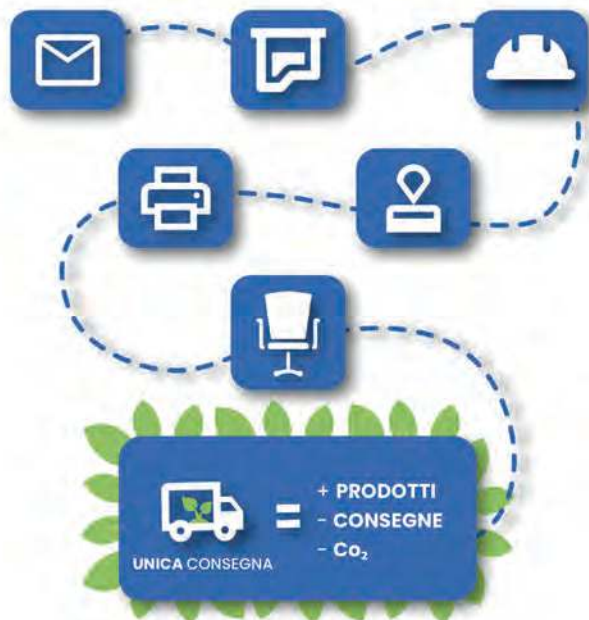 + PRODOTTI
- CONSEGNE
- Co₂
=
UNICA CONSEGNA